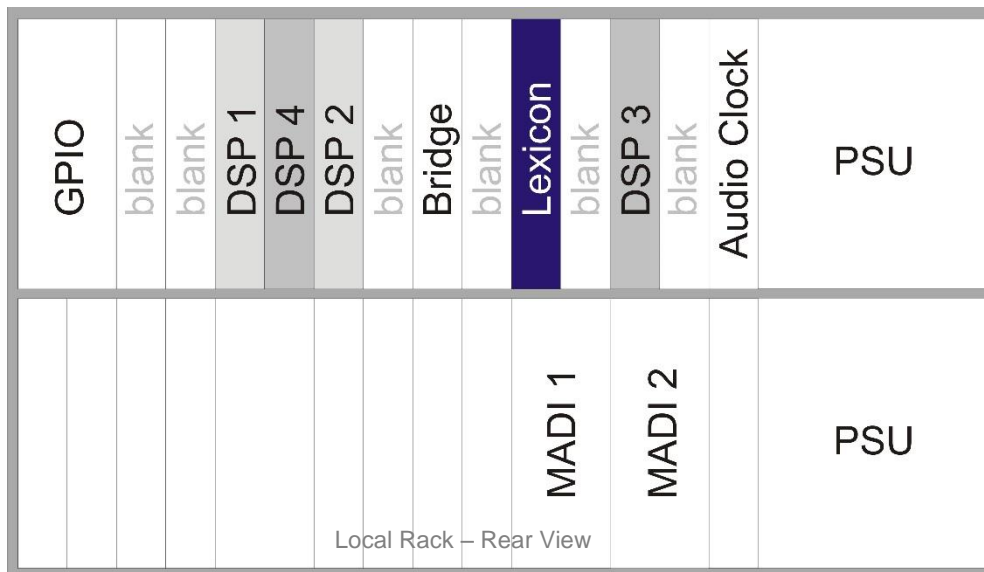 GPIO
blank
blank
DSP 1
DSP 4
DSP 2
blank
Bridge
blank
Lexicon
blank
DSP 3
blank
Audio Clock
PSU
MADI 1
MADI 2
PSU
Local Rack – Rear View